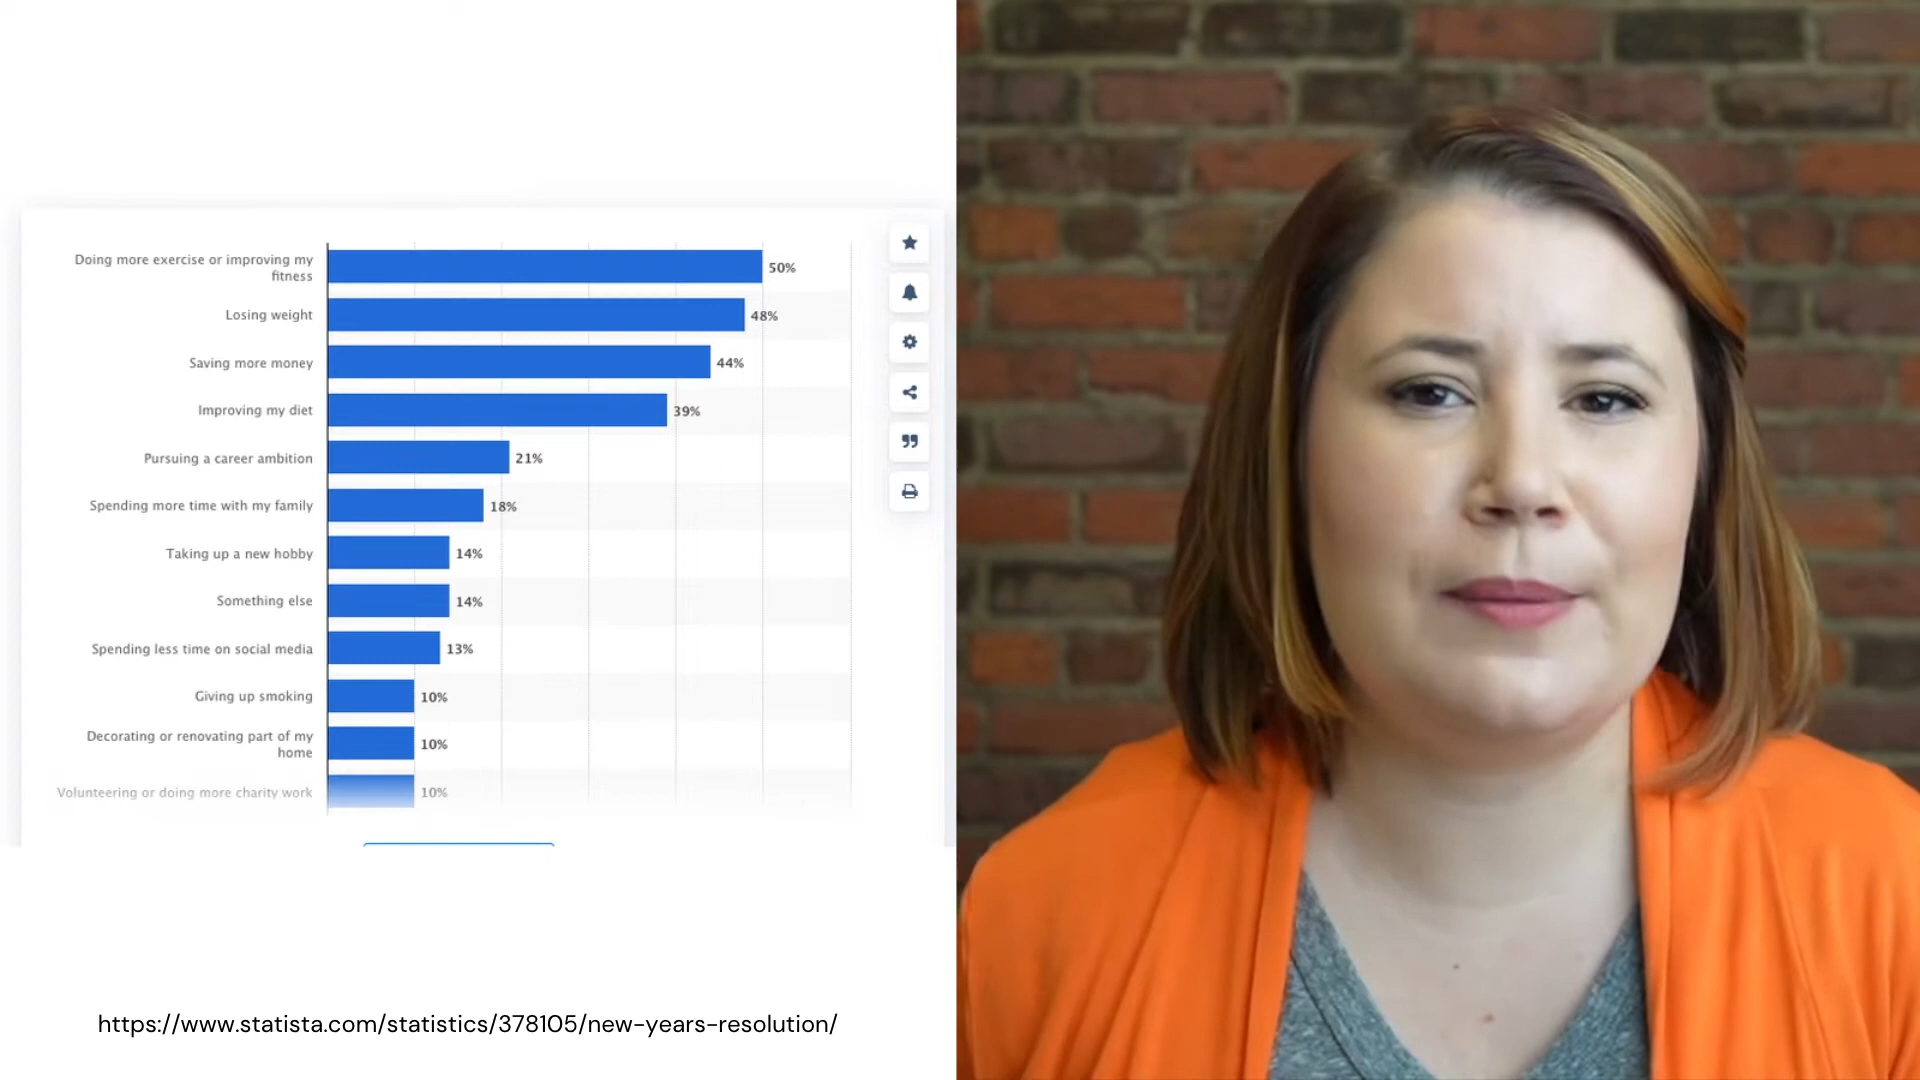 Doing more exercise or improving my
fitness
50%
Losing weight
48%
Saving more money
44%
Improving my diet
39%
Pursuing a career ambition
21%
Spending more time with my family
18%
Taking up a new hobby
14%
Something else
14%
Spending less time on social media
13%
Giving up smoking
10%
Decorating or renovating part of my
home
10%
Volunteering or doing more charity work
10%
https://www.statista.com/statistics/378105/new-years-resolution/